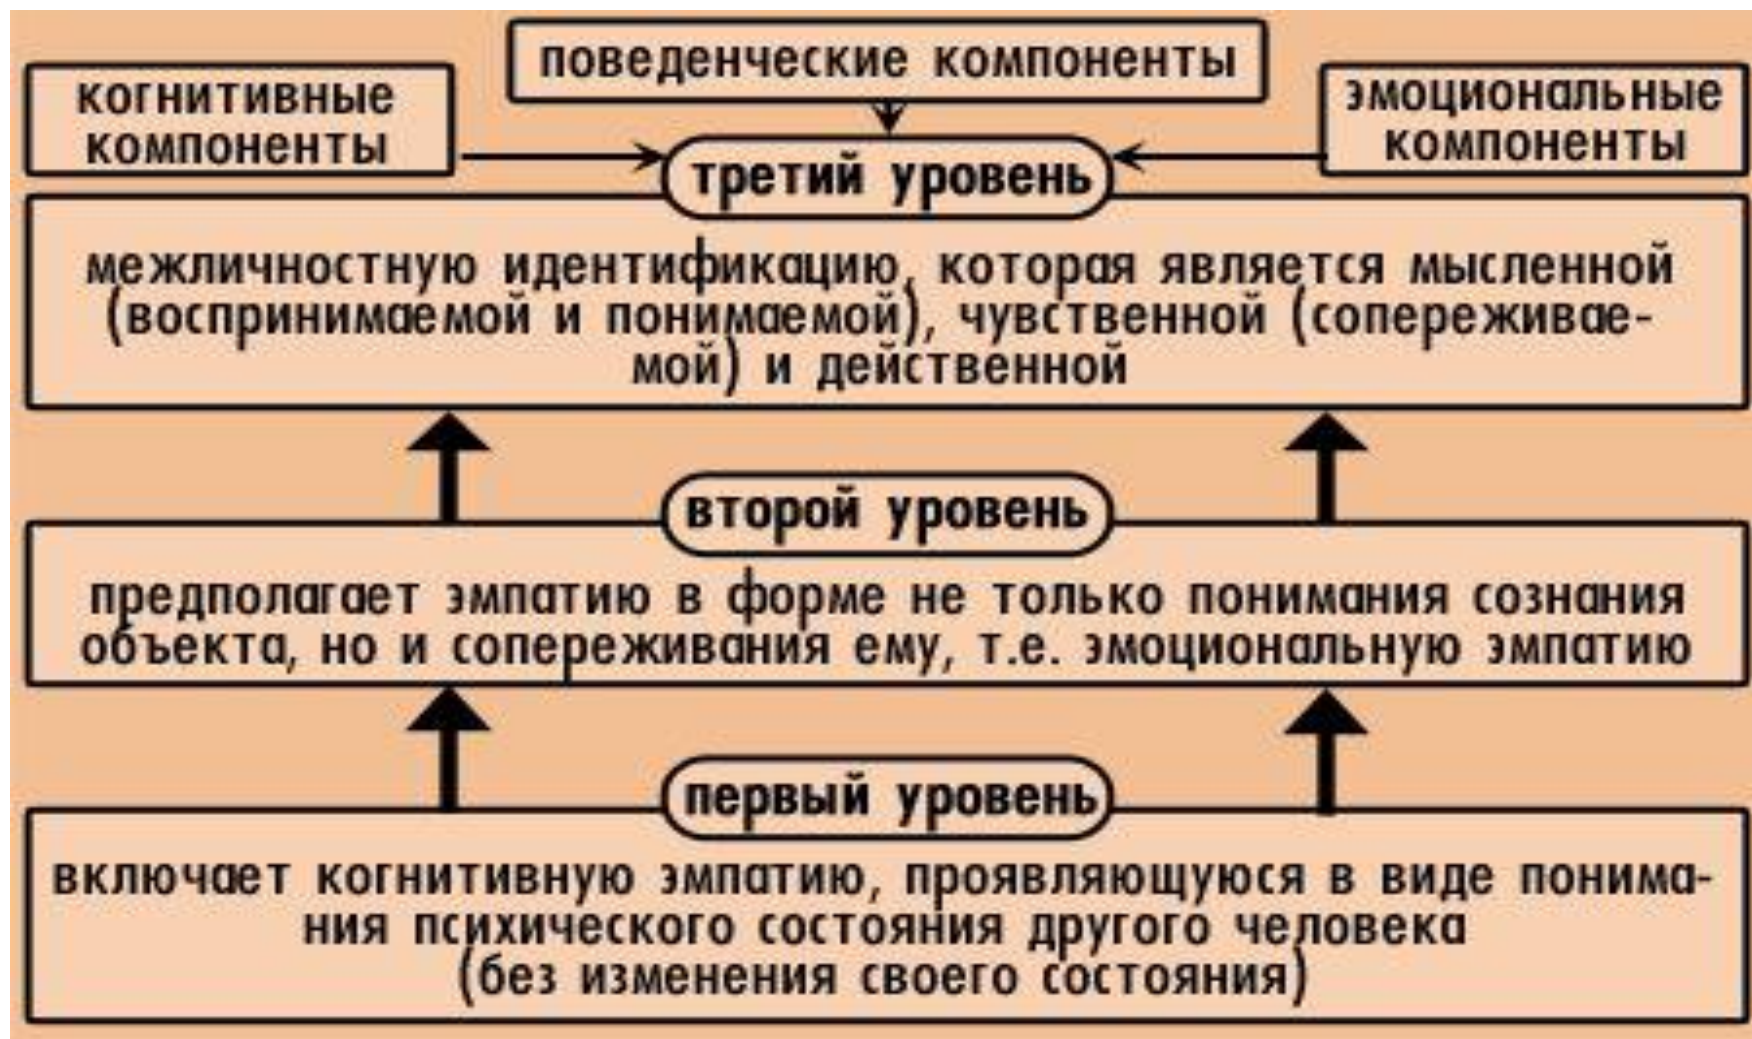 поведенческие компоненты
когнитивные
компоненты
эмоциональные
компоненты
третий уровень
межличностную идентификацию, которая является мысленной
(воспринимаемой и понимаемой), чувственной (сопереживае-
мой) и действенной
второй уровень
предполагает эмпатию в форме не только понимания сознания
объекта, но и сопереживания ему, т.е. эмоциональную эмпатию
первый уровень
включает когнитивную эмпатию, проявляющуюся в виде понима-
ния психического состояния другого человека
(без изменения своего состояния)